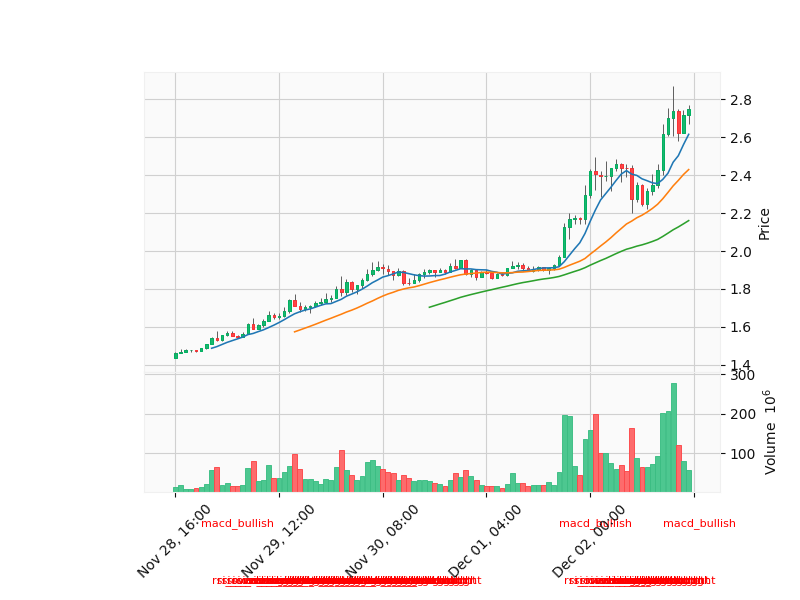 2.8
2.6
2.4
2.2
2.0
1.8
1.6
1.4
Price
300
200
100
Volume 10⁶
macd_bullish
macd_bullish
macd_bullish
Nov 28, 16:00
Nov 29, 12:00
Nov 30, 08:00
Dec 01, 04:00
Dec 02, 00:00